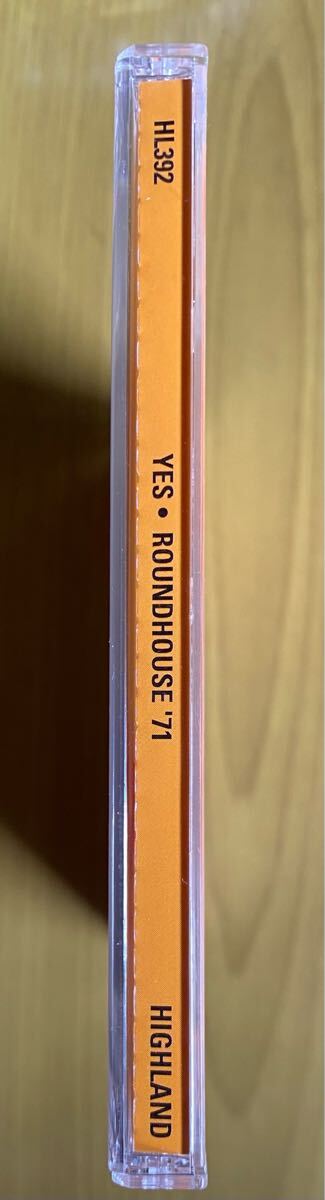 HL392
YES • ROUNDHOUSE '71
HIGHLAND